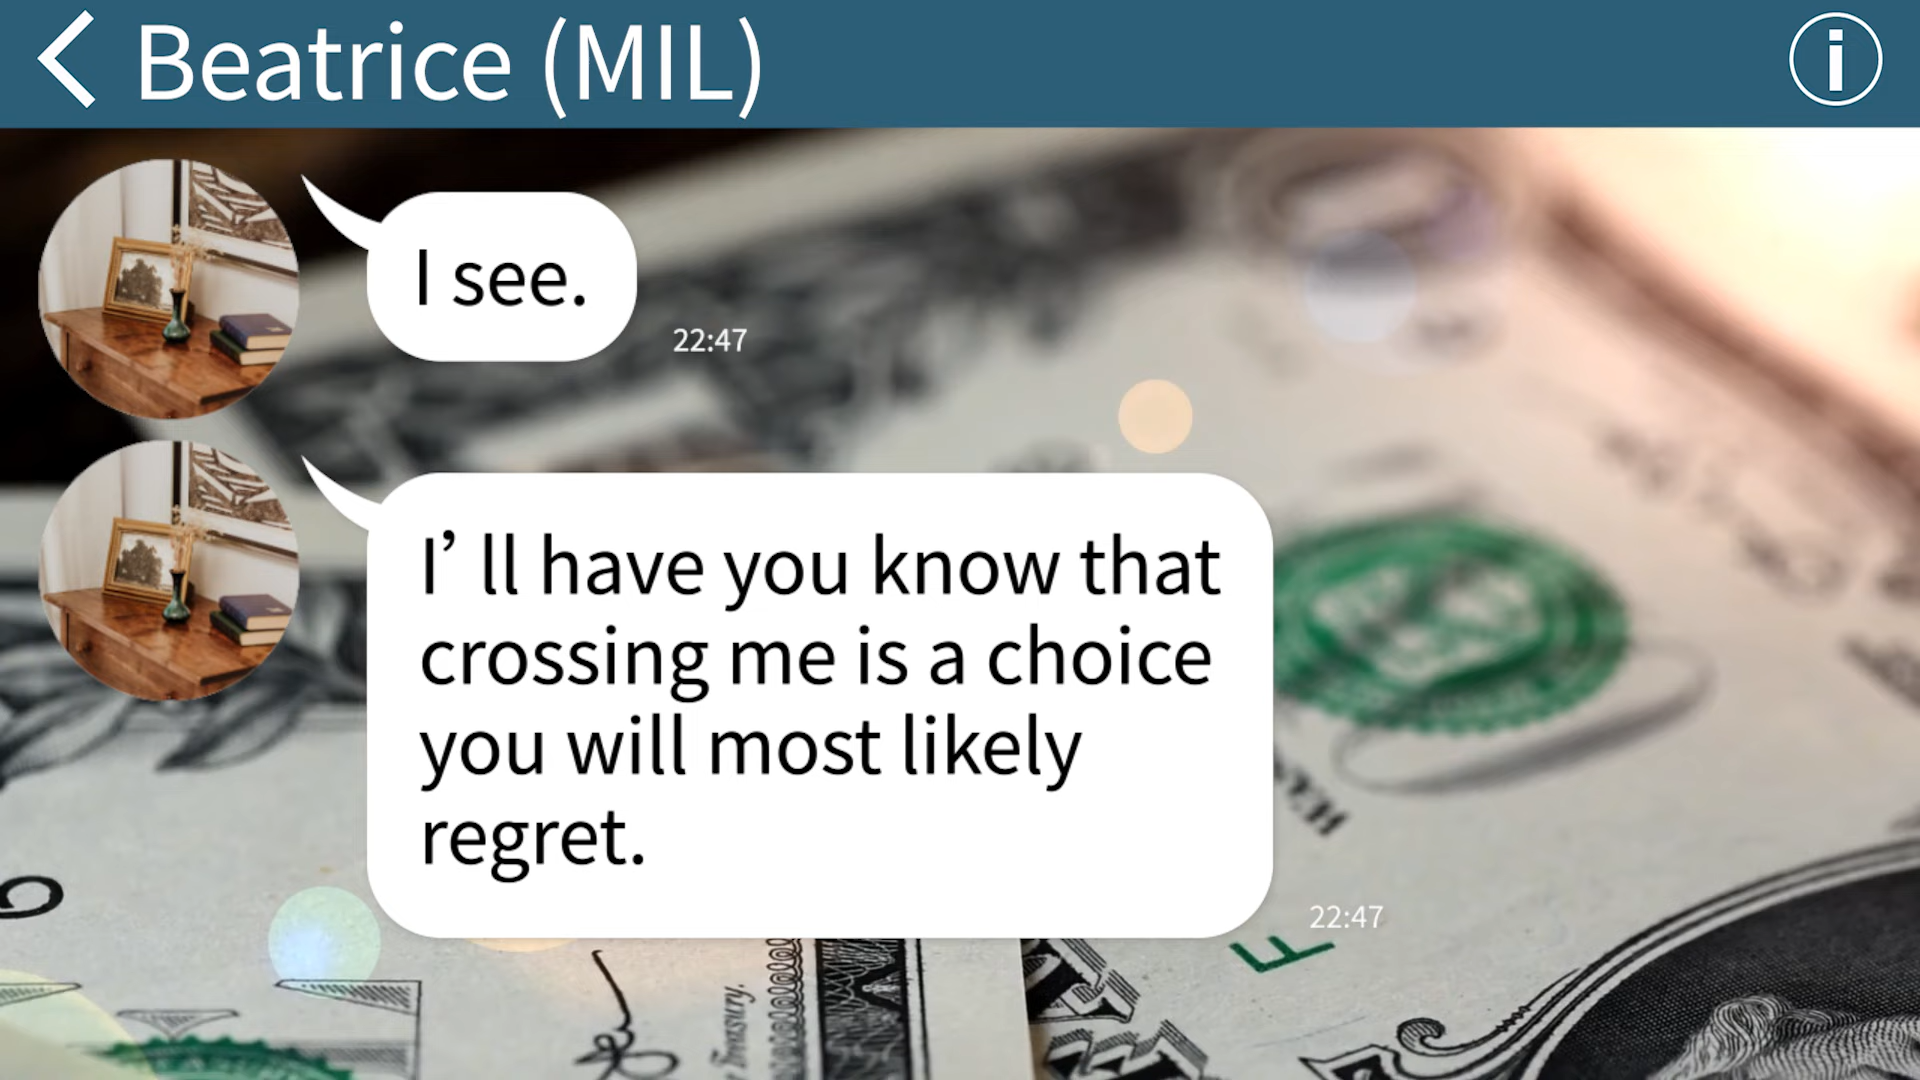 Beatrice (MIL)
I see.
22:47
I’ll have you know that
crossing me is a choice
you will most likely
regret.
22:47
F
Treasury.